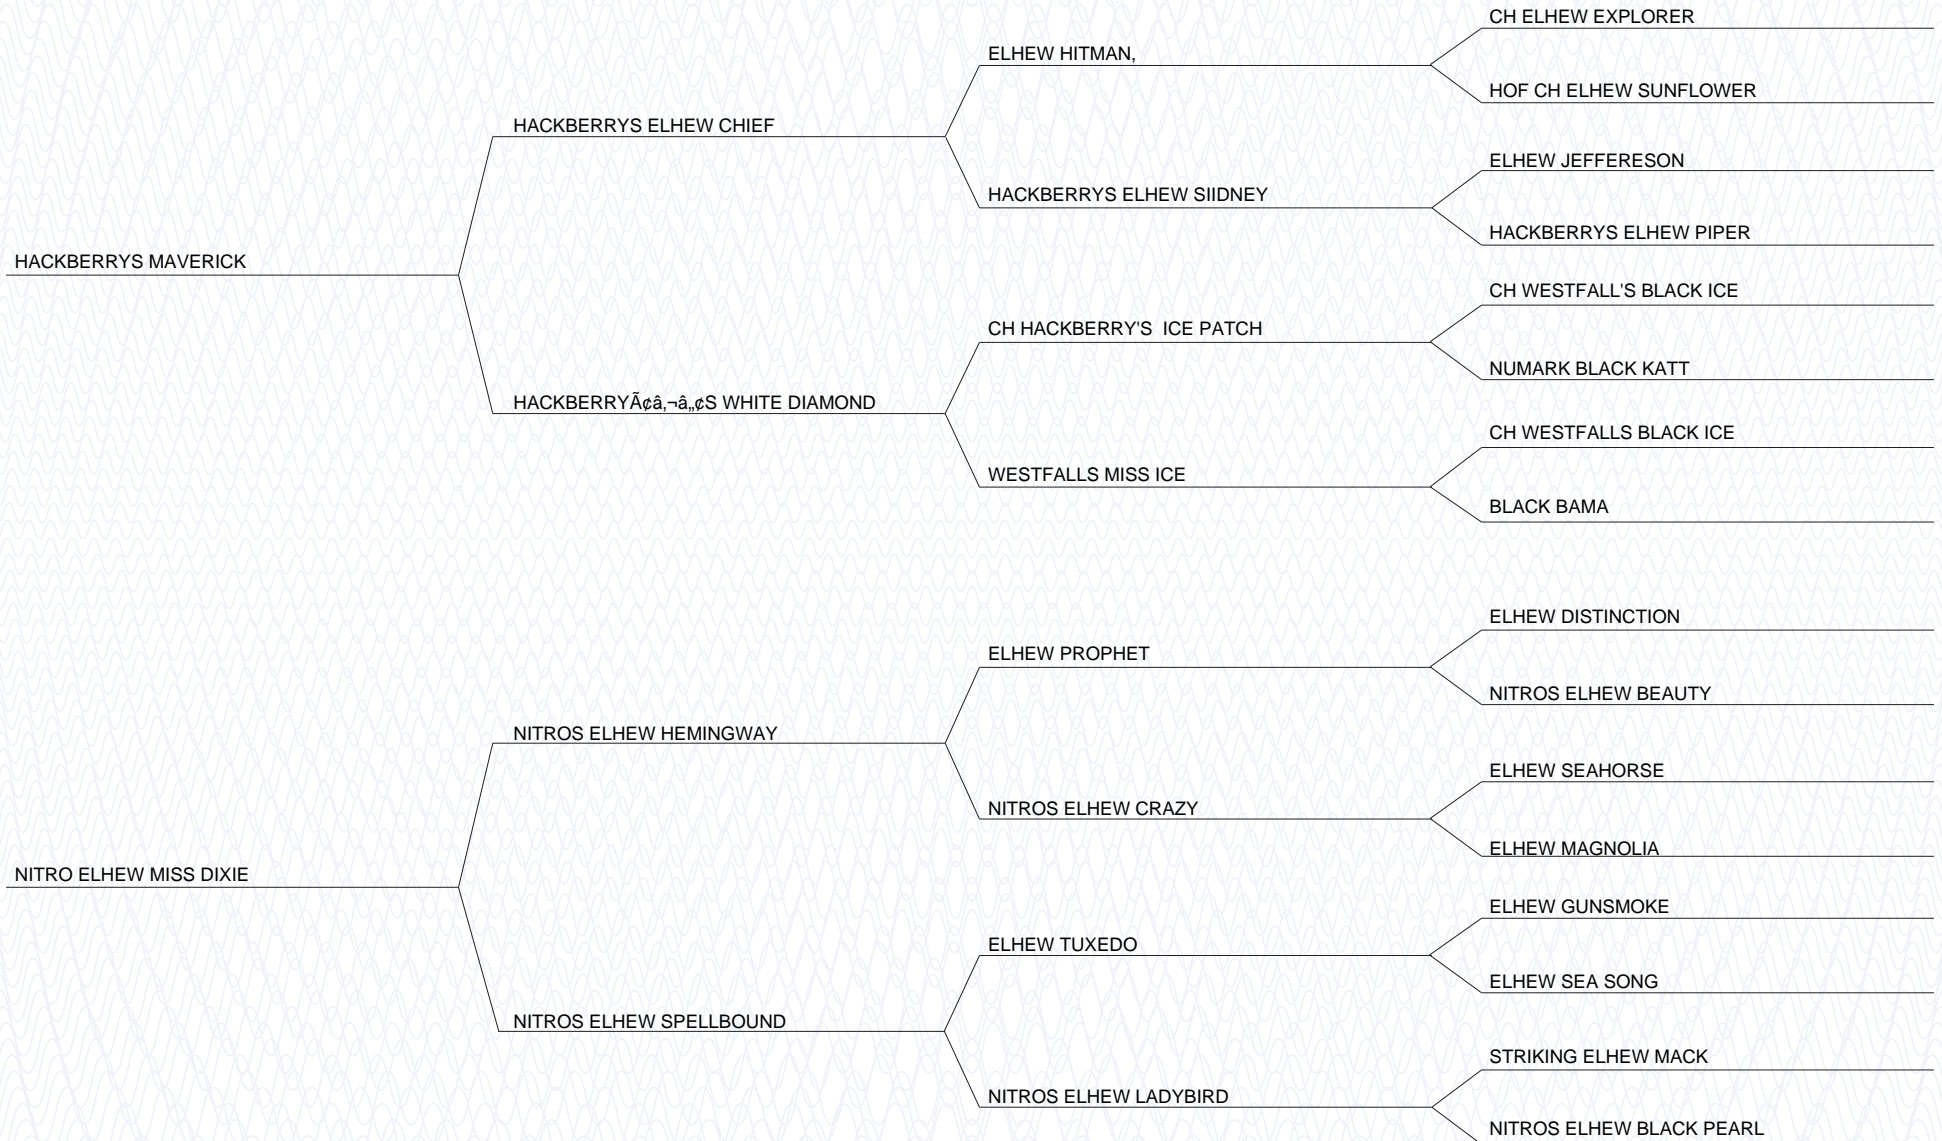 CH ELHEW EXPLORER
ELHEW HITMAN,
HOF CH ELHEW SUNFLOWER
HACKBERRYS ELHEW CHIEF
ELHEW JEFFERESON
HACKBERRYS ELHEW SIIDNEY
HACKBERRYS ELHEW PIPER
HACKBERRYS MAVERICK
CH WESTFALL'S BLACK ICE
CH HACKBERRY'S  ICE PATCH
NUMARK BLACK KATT
HACKBERRYÃ¢â‚¬â„¢S WHITE DIAMOND
CH WESTFALLS BLACK ICE
WESTFALLS MISS ICE
BLACK BAMA
ELHEW DISTINCTION
ELHEW PROPHET
NITROS ELHEW BEAUTY
NITROS ELHEW HEMINGWAY
ELHEW SEAHORSE
NITROS ELHEW CRAZY
ELHEW MAGNOLIA
NITRO ELHEW MISS DIXIE
ELHEW GUNSMOKE
ELHEW TUXEDO
ELHEW SEA SONG
NITROS ELHEW SPELLBOUND
STRIKING ELHEW MACK
NITROS ELHEW LADYBIRD
NITROS ELHEW BLACK PEARL